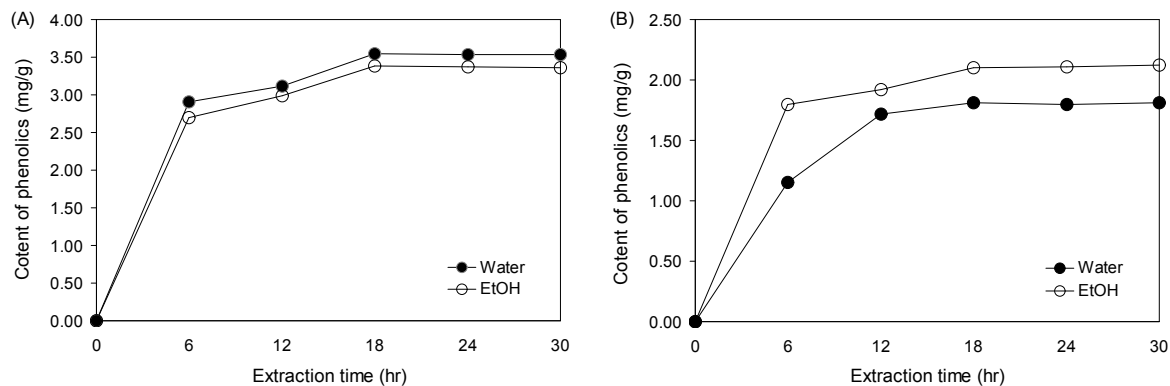 (A)
4.00
3.50
3.00
2.50
2.00
1.50
1.00
0.50
0.00
Cotent of phenolics (mg/g)
Water
EtOH
0 6 12 18 24 30
Extraction time (hr)
(B)
2.50
2.00
1.50
1.00
0.50
0.00
Cotent of phenolics (mg/g)
Water
EtOH
0 6 12 18 24 30
Extraction time (hr)